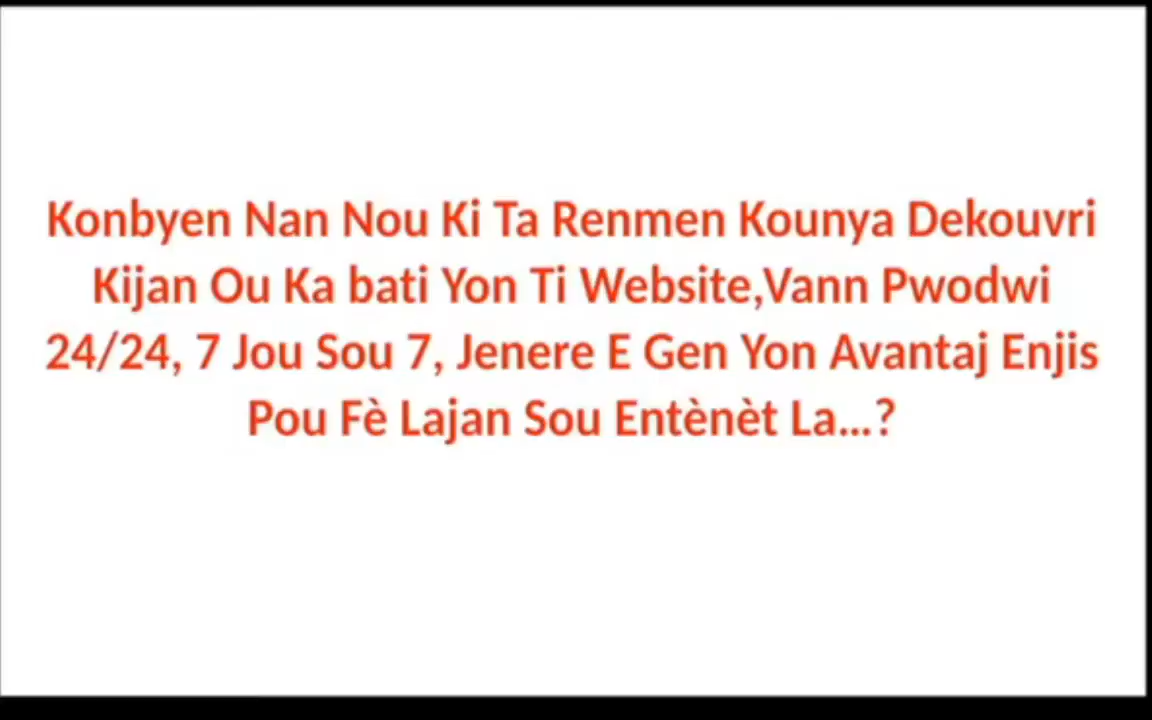 Konbyen Nan Nou Ki Ta Renmen Kounya Dekouvri
Kijan Ou Ka bati Yon Ti Website,Vann Pwodwi
24/24, 7 Jou Sou 7, Jenere E Gen Yon Avantaj Enjis
Pou Fè Lajan Sou Entènèt La...?